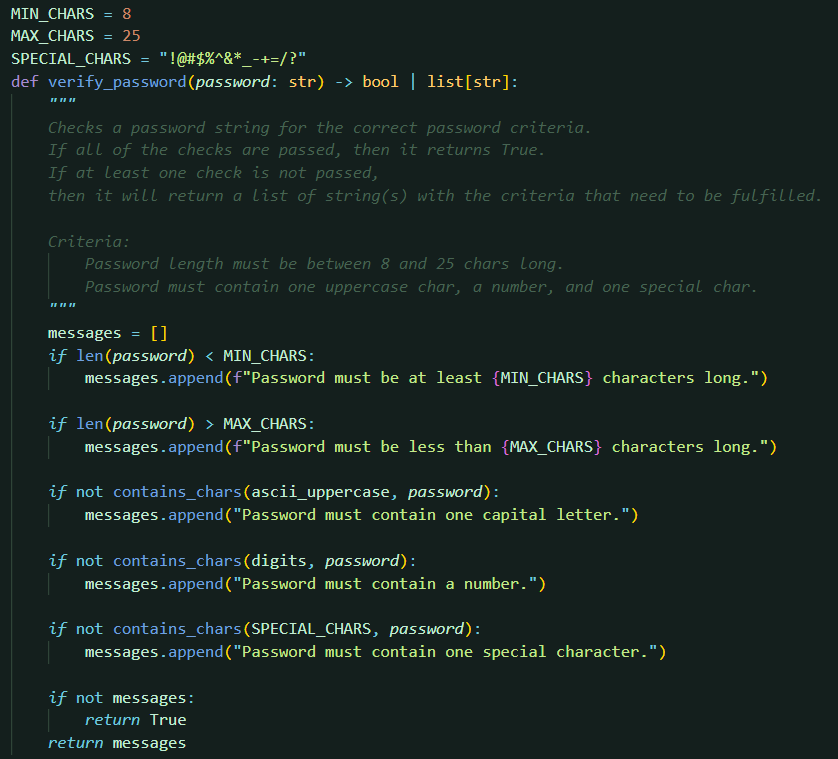 MIN_CHARS = 8
MAX_CHARS = 25
SPECIAL_CHARS = "!@#$%^&*_-+=/?"
def verify_password(password: str) -> bool | list[str]:
    """
    Checks a password string for the correct password criteria.
    If all of the checks are passed, then it returns True.
    If at least one check is not passed,
    then it will return a list of string(s) with the criteria that need to be fulfilled.

    Criteria:
        Password length must be between 8 and 25 chars long.
        Password must contain one uppercase char, a number, and one special char.
    """
    messages = []
    if len(password) < MIN_CHARS:
        messages.append(f"Password must be at least {MIN_CHARS} characters long.")

    if len(password) > MAX_CHARS:
        messages.append(f"Password must be less than {MAX_CHARS} characters long.")

    if not contains_chars(ascii_uppercase, password):
        messages.append("Password must contain one capital letter.")

    if not contains_chars(digits, password):
        messages.append("Password must contain a number.")

    if not contains_chars(SPECIAL_CHARS, password):
        messages.append("Password must contain one special character.")

    if not messages:
        return True
    return messages